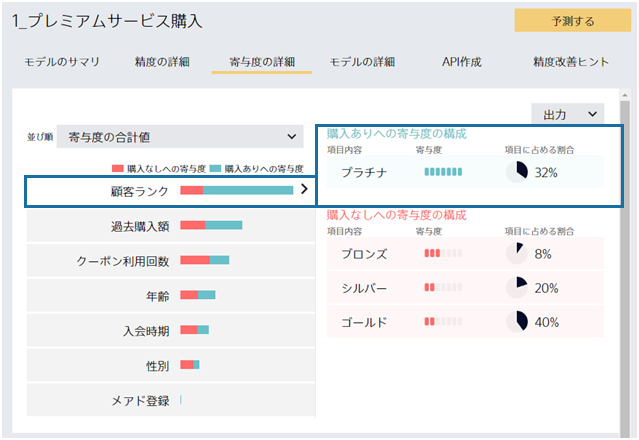 1_プレミアムサービス購入
予測する
モデルのサマリ 精度の詳細 寄与度の詳細 モデルの詳細 API作成 精度改善ヒント
出力
並び順 寄与度の合計値
購入なしへの寄与度 購入ありへの寄与度
顧客ランク
過去購入額
クーポン利用回数
年齢
入会時期
性別
メアド登録
購入ありへの寄与度の構成
項目内容 寄与度 項目に占める割合
プラチナ 32%
購入なしへの寄与度の構成
項目内容 寄与度 項目に占める割合
ブロンズ 8%
シルバー 20%
ゴールド 40%